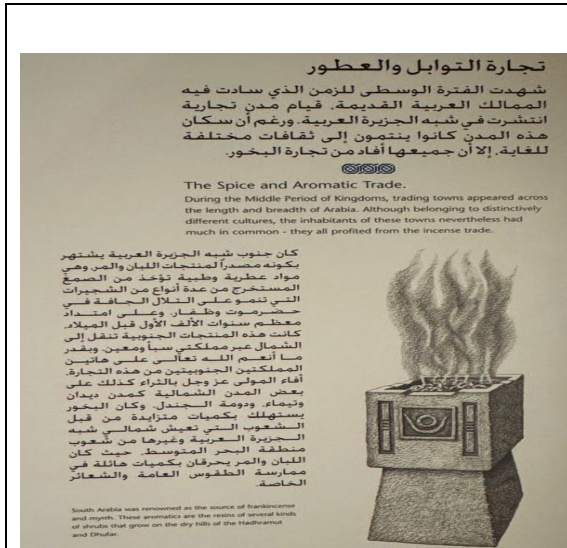 تجارة التوابل والعطور
شهدت الفترة الوسطى للزمن الذي سادت فيه
الممالك العربية القديمة، قيام مدن تجارية
انتشرت في شبه الجزيرة العربية. ورغم أن سكان
هذه المدن كانوا ينتمون إلى ثقافات مختلفة
للغاية، إلا أن جميعها أفاد من تجارة البخور.
The Spice and Aromatic Trade.
During the Middle Period of Kingdoms, trading towns appeared across
the length and breadth of Arabia. Although belonging to distinctively
different cultures, the inhabitants of these towns nevertheless had
much in common - they all profited from the incense trade.
كان جنوب شبه الجزيرة العربية يشتهر
بكونه مصدراً لمنتجات اللبان والمر، وهي
مواد عطرية وطبية تؤخذ من الصمغ
المستخرج من عدة أنواع من الشجيرات
التي تنمو على التلال الجافة في
حضرموت وظفار. وعلى امتداد
معظم سنوات الألف الأول قبل الميلاد،
كانت هذه المنتجات الجنوبية تنقل إلى
الشمال عبر مملكتي سبأ ومعين. وبقدر
ما أنعم الله تعالى على هاتين
المملكتين الجنوبيتين من هذه التجارة،
أفاء المولى عز وجل بالثراء كذلك على
بعض المدن الشمالية كمدن ديدان
وتيماء، ودومة الجندل. وكان البخور
يستهلك بكميات متزايدة من قبل
الشعوب التي تعيش شمالي شبه
الجزيرة العربية وغيرها من شعوب
منطقة البحر المتوسط، حيث كان
اللبان والمر يحرقان بكميات هائلة في
ممارسة الطقوس العامة والشعائر
الخاصة.
South Arabia was renowned as the source of frankincense
and myrrh. These aromatics are the resins of several kinds
of shrubs that grow on the dry hills of the Hadhramut
and Dhufar.